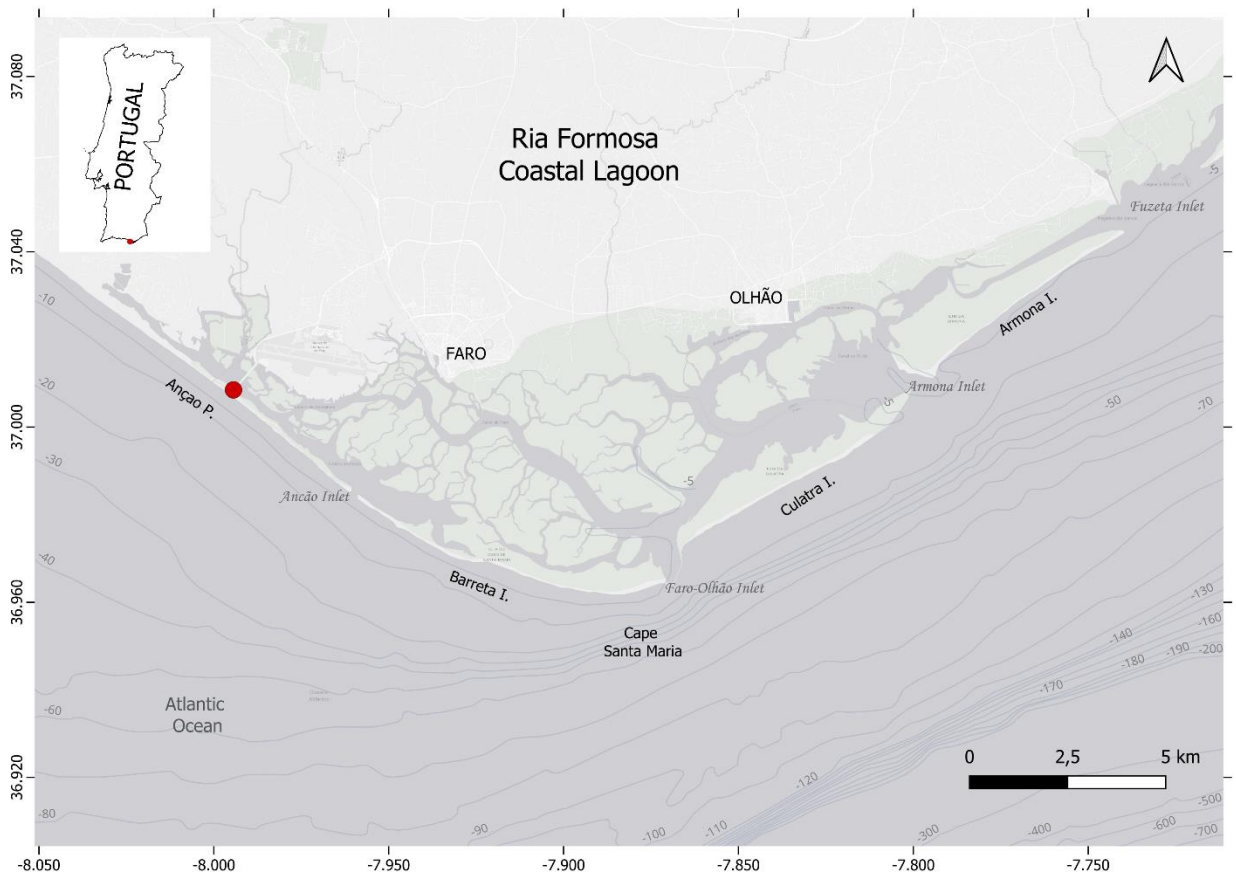 PORTUGAL
Ria Formosa
Coastal Lagoon
Fuzeta Inlet
OLHÃO
Armona I.
FARO
Armona Inlet
Ançao P.
Culatra I.
Ancão Inlet
Barreta I.
Faro-Olhão Inlet
Cape
Santa Maria
Atlantic
Ocean
0 2,5 5 km
37.080
37.040
37.000
36.960
36.920
-8.050 -8.000 -7.950 -7.900 -7.850 -7.800 -7.750
-5
-10
-20
-30
-40
-60
-80
-5
-5
-50
-70
-90
-100
-110
-120
-130
-140
-160
-170
-180
-190
-200
-300
-400
-500
-600
-700